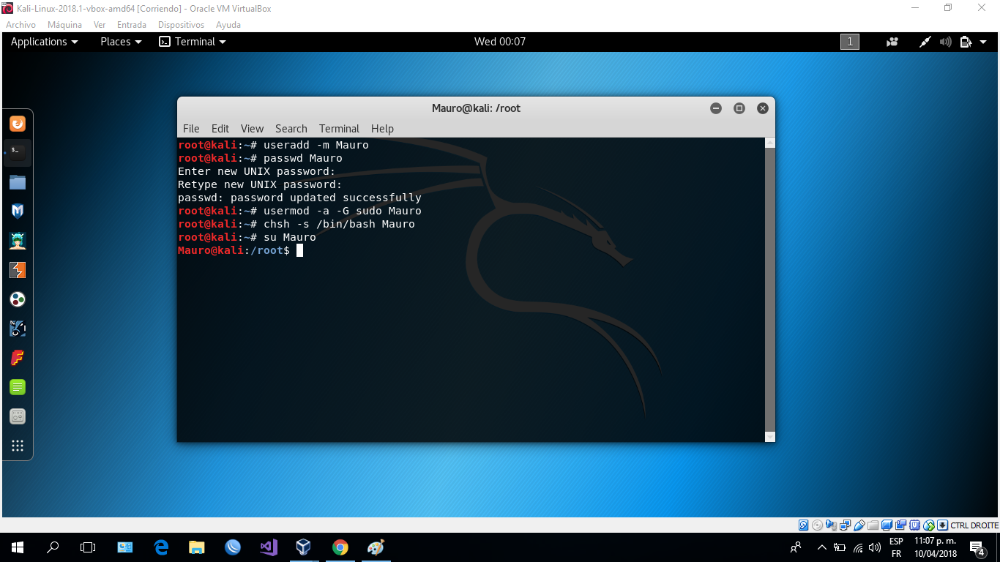 Kali-Linux-2018.1-vbox-amd64 [Corriendo] - Oracle VM VirtualBox
Archivo Máquina Ver Entrada Dispositivos Ayuda
Applications Places Terminal Wed 00:07 1
Mauro@kali: /root
File Edit View Search Terminal Help
root@kali:~# useradd -m Mauro
root@kali:~# passwd Mauro
Enter new UNIX password:
Retype new UNIX password:
passwd: password updated successfully
root@kali:~# usermod -a -G sudo Mauro
root@kali:~# chsh -s /bin/bash Mauro
root@kali:~# su Mauro
Mauro@kali:/root$
CTRL DROITE
ESP 11:07 p. m.
FR 10/04/2018 4